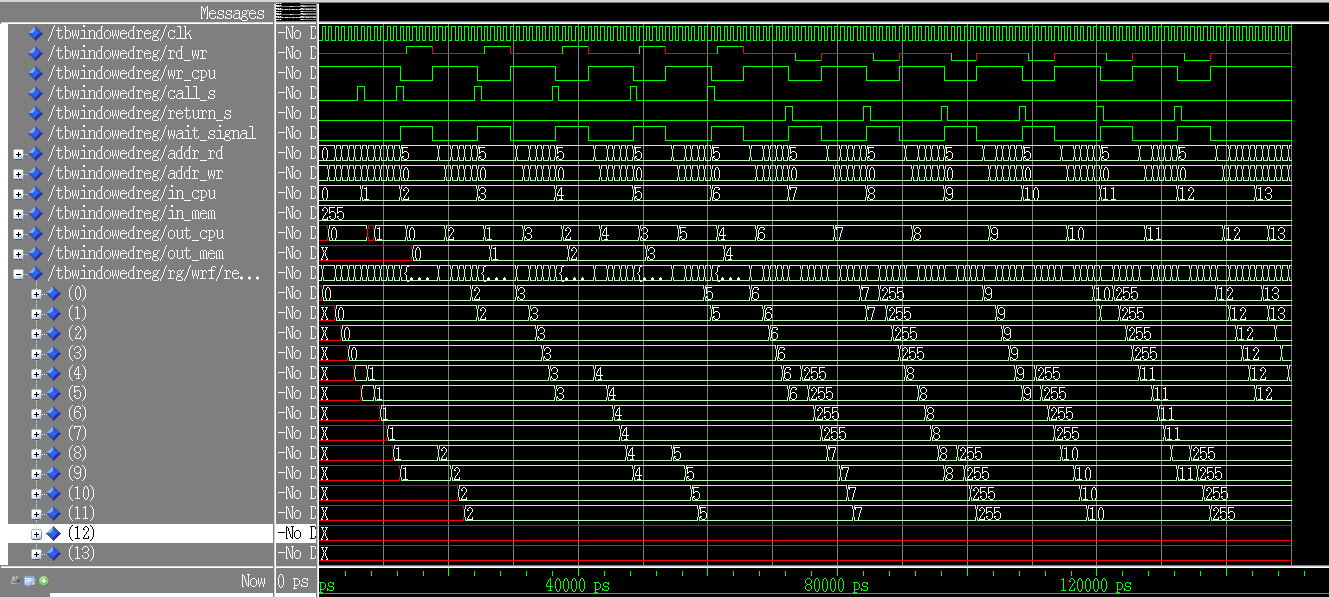 Messages
/tbwindowedreg/clk -No D
/tbwindowedreg/rd_wr -No D
/tbwindowedreg/wr_cpu -No D
/tbwindowedreg/call_s -No D
/tbwindowedreg/return_s -No D
/tbwindowedreg/wait_signal -No D
/tbwindowedreg/addr_rd -No D 0 5 5 5 5 5 5 5 5 5 5 5
/tbwindowedreg/addr_wr -No D 0 0 0 0 0 0 0 0 0 0 0
/tbwindowedreg/in_cpu -No D 0 1 2 3 4 5 6 7 8 9 10 11 12 13
/tbwindowedreg/in_mem -No D 255
/tbwindowedreg/out_cpu -No D 0 1 0 2 1 3 2 4 3 5 4 6 7 8 9 10 11 12 13
/tbwindowedreg/out_mem -No D X 0 1 2 3 4
/tbwindowedreg/rg/wrf/re... -No D ... ... ... ... ...
(0) -No D 0 2 3 5 6 7 255 9 10 255 12 13
(1) -No D X 0 2 3 5 6 7 255 9 255 12 13
(2) -No D X 0 3 6 255 9 255 12
(3) -No D X 0 3 6 255 9 255 12
(4) -No D X 1 3 4 6 255 8 9 255 11 12
(5) -No D X 1 3 4 6 255 8 9 255 11 12
(6) -No D X 1 4 255 8 255 11
(7) -No D X 1 4 255 8 255 11
(8) -No D X 1 2 4 5 7 8 255 10 255
(9) -No D X 1 2 4 5 7 8 255 10 11 255
(10) -No D X 2 5 7 255 10 255
(11) -No D X 2 5 7 255 10 255
(12) -No D X
(13) -No D X
Now 0 ps ps 40000 ps 80000 ps 120000 ps